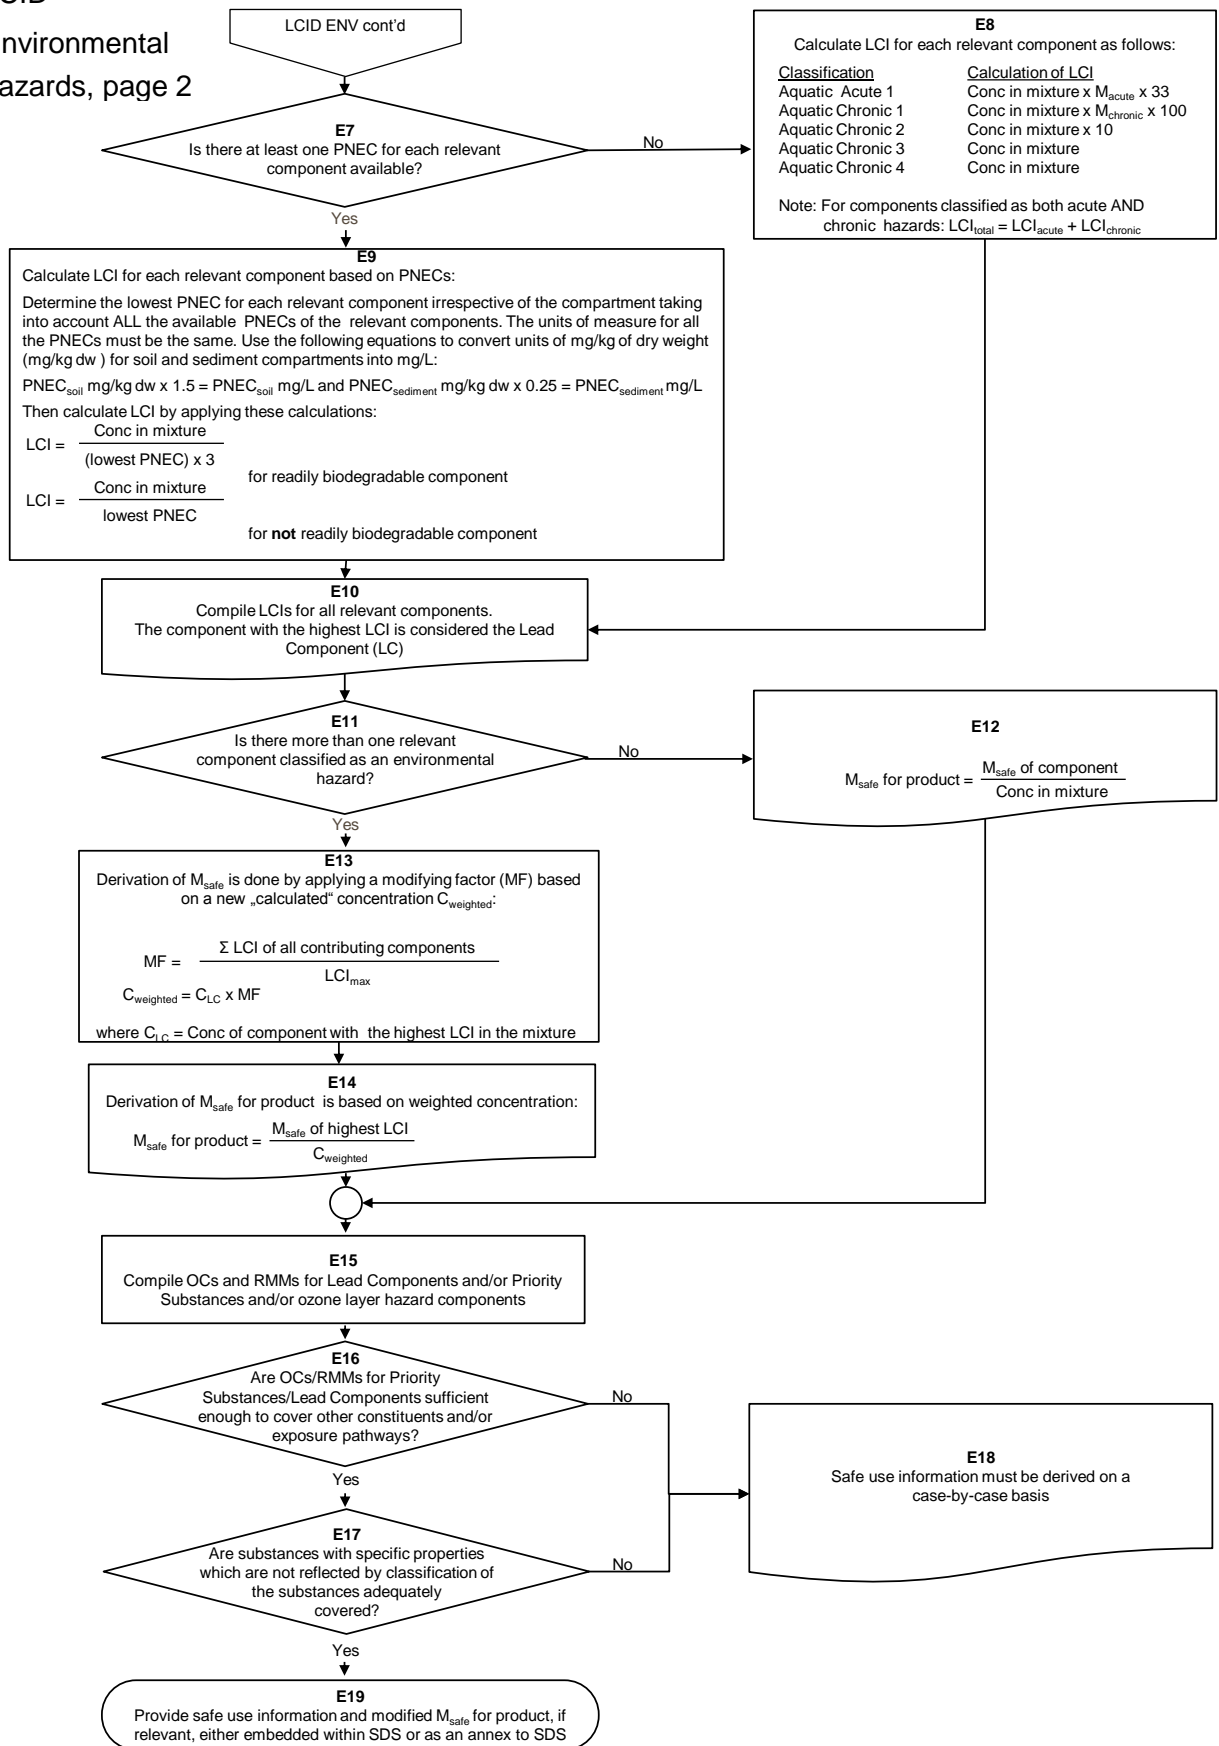 CID
nvironmental
azards, page 2
LCID ENV cont'd
E7
Is there at least one PNEC for each relevant
component available?
No
Yes
E8
Calculate LCI for each relevant component as follows:
Classification Calculation of LCI
Aquatic Acute 1 Conc in mixture x Macute x 33
Aquatic Chronic 1 Conc in mixture x Mchronic x 100
Aquatic Chronic 2 Conc in mixture x 10
Aquatic Chronic 3 Conc in mixture
Aquatic Chronic 4 Conc in mixture
Note: For components classified as both acute AND
chronic hazards: LCItotal = LCIacute + LCIchronic
E9
Calculate LCI for each relevant component based on PNECs:
Determine the lowest PNEC for each relevant component irrespective of the compartment taking
into account ALL the available PNECs of the relevant components. The units of measure for all
the PNECs must be the same. Use the following equations to convert units of mg/kg of dry weight
(mg/kg dw ) for soil and sediment compartments into mg/L:
PNECsoil mg/kg dw x 1.5 = PNECsoil mg/L and PNECsediment mg/kg dw x 0.25 = PNECsediment mg/L
Then calculate LCI by applying these calculations:
Conc in mixture
LCI =
(lowest PNEC) x 3
for readily biodegradable component
Conc in mixture
LCI =
lowest PNEC
for not readily biodegradable component
E10
Compile LCIs for all relevant components.
The component with the highest LCI is considered the Lead
Component (LC)
E11
Is there more than one relevant
component classified as an environmental
hazard?
No
Yes
E12
Msafe for product = Msafe of component
Conc in mixture
E13
Derivation of Msafe is done by applying a modifying factor (MF) based
on a new „calculated“ concentration Cweighted:
MF = Σ LCI of all contributing components
LCImax
Cweighted = CLC x MF
where CLC = Conc of component with the highest LCI in the mixture
E14
Derivation of Msafe for product is based on weighted concentration:
Msafe for product = Msafe of highest LCI
Cweighted
E15
Compile OCs and RMMs for Lead Components and/or Priority
Substances and/or ozone layer hazard components
E16
Are OCs/RMMs for Priority
Substances/Lead Components sufficient
enough to cover other constituents and/or
exposure pathways?
No
Yes
E17
Are substances with specific properties
which are not reflected by classification of
the substances adequately
covered?
No
Yes
E18
Safe use information must be derived on a
case-by-case basis
E19
Provide safe use information and modified Msafe for product, if
relevant, either embedded within SDS or as an annex to SDS